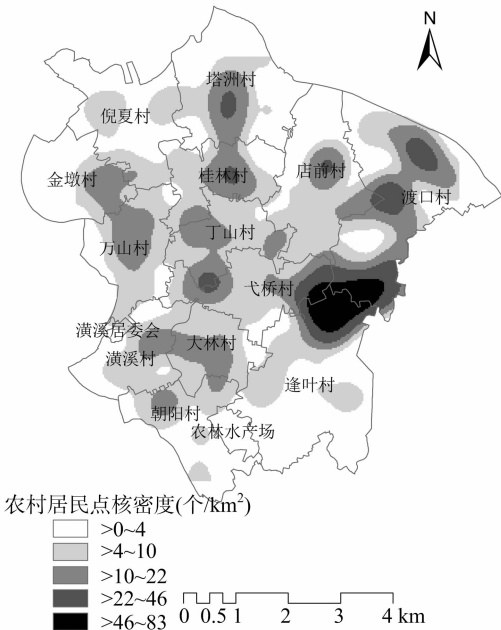 N
塔洲村
倪夏村
金墩村
桂林村
店前村
渡口村
丁山村
万山村
弋桥村
潢溪居委会
潢溪村
大林村
逢叶村
朝阳村
农林水产场
农村居民点核密度(个/km²)
>0~4
>4~10
>10~22
>22~46
>46~83
0 0.5 1 2 3 4 km